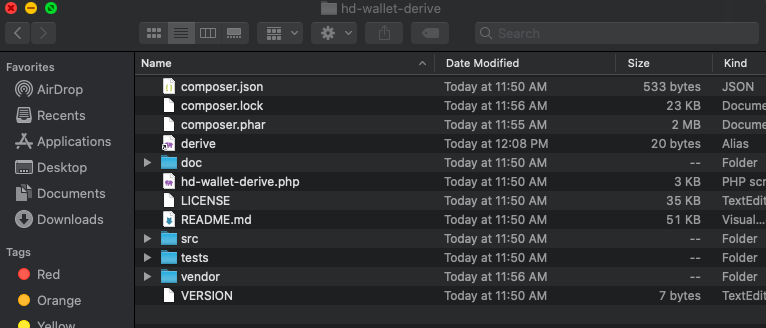 hd-wallet-derive
Search
Favorites
AirDrop
Recents
Applications
Desktop
Documents
Downloads
Tags
Red
Orange
Yellow
Name Date Modified Size Kind
composer.json Today at 11:50 AM 533 bytes JSON
composer.lock Today at 11:56 AM 23 KB Docume...
composer.phar Today at 11:55 AM 2 MB Docume...
derive Today at 12:08 PM 20 bytes Alias
doc Today at 11:50 AM -- Folder
hd-wallet-derive.php Today at 11:50 AM 3 KB PHP scr
LICENSE Today at 11:50 AM 35 KB TextEdit
README.md Today at 11:50 AM 51 KB Visual...
src Today at 11:50 AM -- Folder
tests Today at 11:50 AM -- Folder
vendor Today at 11:56 AM -- Folder
VERSION Today at 11:50 AM 7 bytes TextEdit